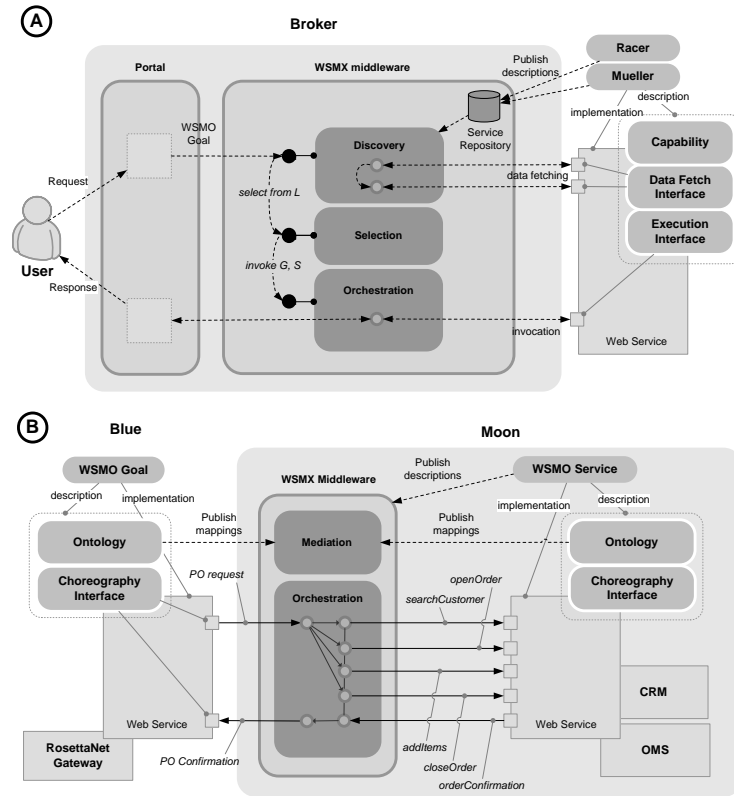 A
Broker
Portal
WSMX middleware
Publish
descriptions
Racer
Mueller
description
implementation
WSMO
Goal
Service
Repository
Discovery
Capability
Request
select from L
data fetching
Data Fetch
Interface
Selection
Execution
Interface
User
invoke G, S
Response
Orchestration
invocation
Web Service
B
Blue
Moon
WSMO Goal
WSMX Middleware
Publish
descriptions
WSMO Service
description
implementation
implementation
description
Publish
mappings
Publish
mappings
Ontology
Mediation
Ontology
Choreography
Interface
PO request
Orchestration
openOrder
searchCustomer
Choreography
Interface
CRM
Web Service
Web Service
RosettaNet
Gateway
PO Confirmation
addItems
closeOrder
orderConfirmation
OMS